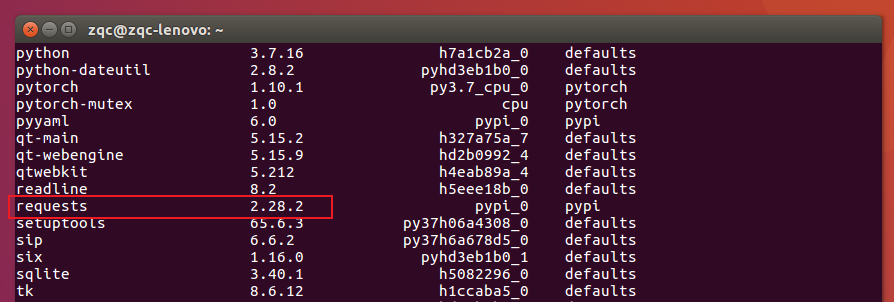 zqc@zqc-lenovo: ~
python 3.7.16 h7a1cb2a_0 defaults
python-dateutil 2.8.2 pyhd3eb1b0_0 defaults
pytorch 1.10.1 py3.7_cpu_0 pytorch
pytorch-mutex 1.0 cpu pytorch
pyyaml 6.0 pypi_0 pypi
qt-main 5.15.2 h327a75a_7 defaults
qt-webengine 5.15.9 hd2b0992_4 defaults
qtwebkit 5.212 h4eab89a_4 defaults
readline 8.2 h5eee18b_0 defaults
requests 2.28.2 pypi_0 pypi
setuptools 65.6.3 py37h06a4308_0 defaults
sip 6.6.2 py37h6a678d5_0 defaults
six 1.16.0 pyhd3eb1b0_1 defaults
sqlite 3.40.1 h5082296_0 defaults
tk 8.6.12 h1ccaba5_0 defaults